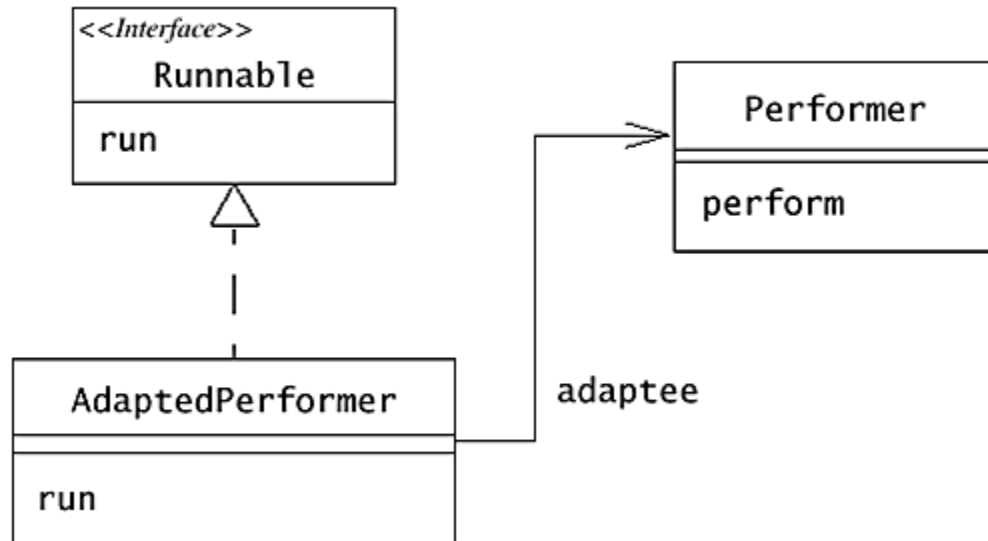 <<Interface>>
Runnable
run
Performer
perform
AdaptedPerformer
adaptee
run